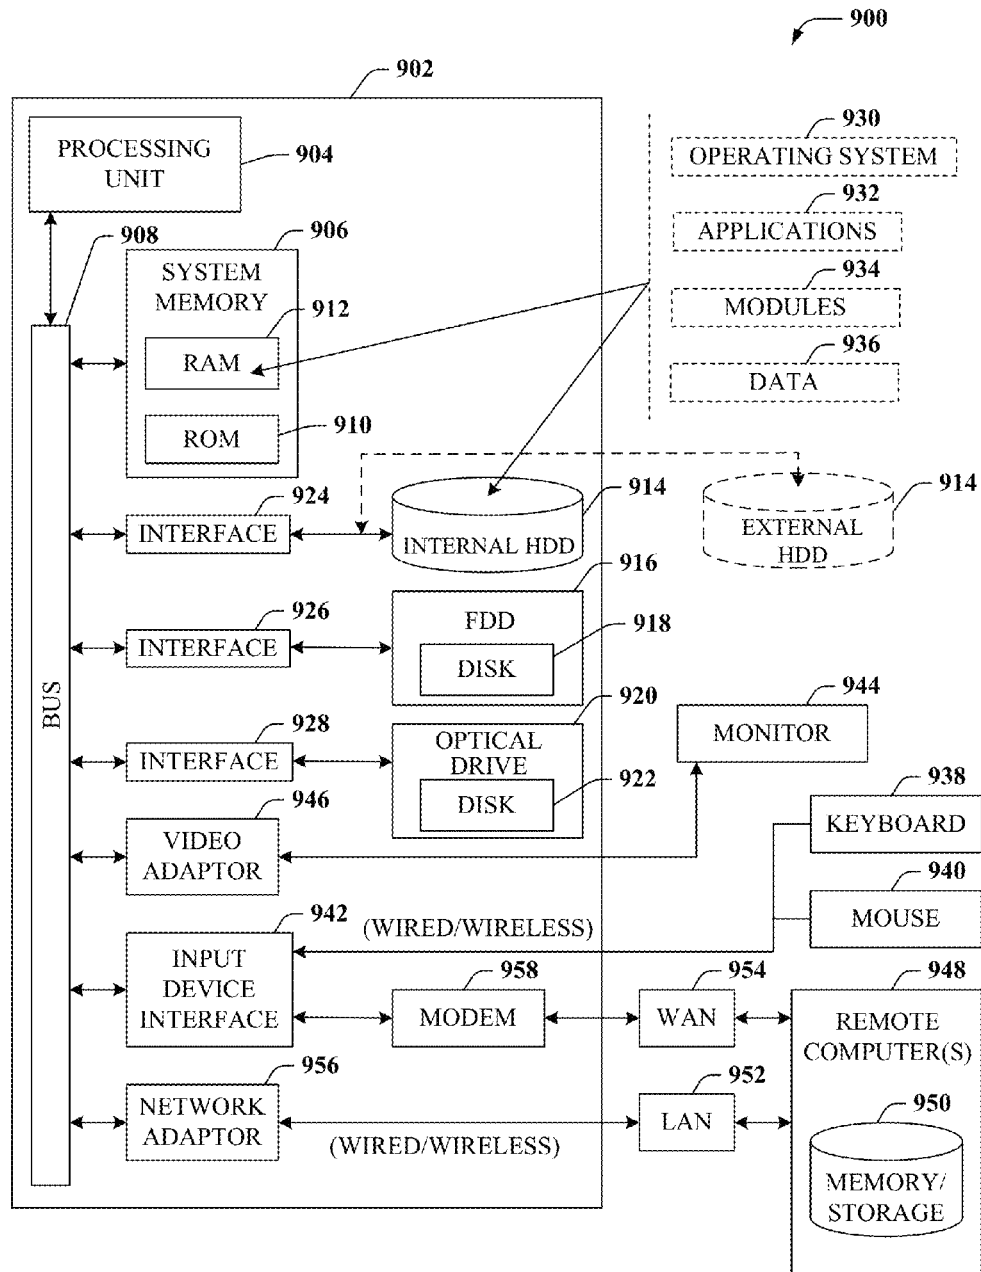 900
902
PROCESSING
UNIT
904
930
OPERATING SYSTEM
932
APPLICATIONS
934
MODULES
936
DATA
908
906
SYSTEM
MEMORY
912
RAM
910
ROM
924
INTERFACE
914
INTERNAL HDD
914
EXTERNAL
HDD
926
INTERFACE
916
FDD
918
DISK
928
INTERFACE
920
OPTICAL
DRIVE
922
DISK
944
MONITOR
BUS
946
VIDEO
ADAPTOR
938
KEYBOARD
940
MOUSE
942
INPUT
DEVICE
INTERFACE
(WIRED/WIRELESS)
958
MODEM
954
WAN
948
REMOTE
COMPUTER(S)
956
NETWORK
ADAPTOR
(WIRED/WIRELESS)
952
LAN
950
MEMORY/
STORAGE